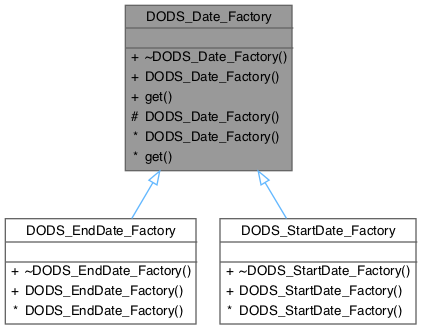 DODS_Date_Factory
+ ~DODS_Date_Factory()
+ DODS_Date_Factory()
+ get()
# DODS_Date_Factory()
* DODS_Date_Factory()
* get()
DODS_EndDate_Factory
+ ~DODS_EndDate_Factory()
+ DODS_EndDate_Factory()
* DODS_EndDate_Factory()
DODS_StartDate_Factory
+ ~DODS_StartDate_Factory()
+ DODS_StartDate_Factory()
* DODS_StartDate_Factory()